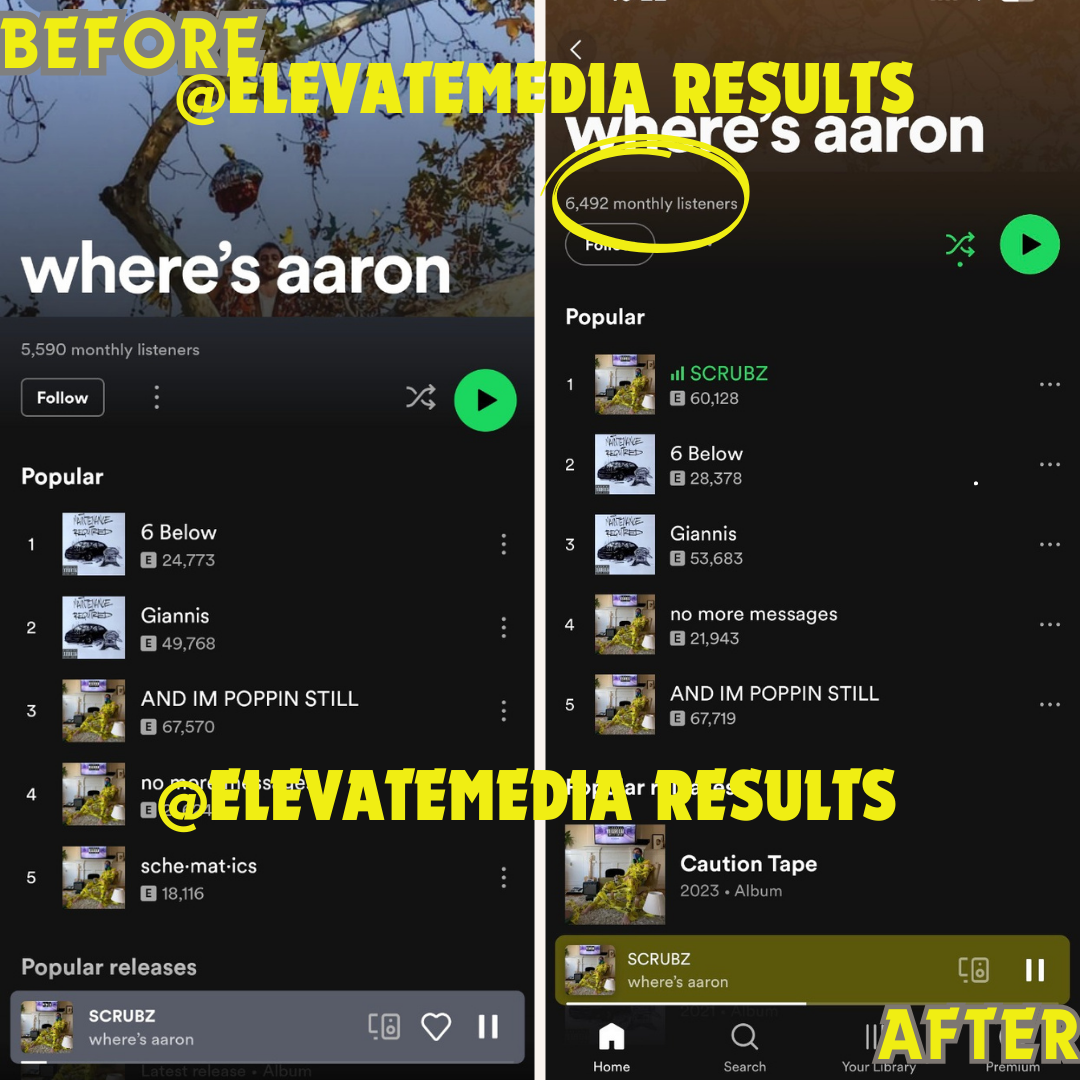 BEFORE
@ELEVATEMEDIA RESULTS
where's aaron
5,590 monthly listeners
Follow
Popular
1
6 Below
E 24,773
2
Giannis
E 49,768
3
AND IM POPPIN STILL
E 67,570
4
no more messages
E
5
sche·mat·ics
E 18,116
Popular releases
SCRUBZ
where's aaron
Latest release • Album
where's aaron
6,492 monthly listeners
Follow
Popular
1
SCRUBZ
E 60,128
2
6 Below
E 28,378
3
Giannis
E 53,683
4
no more messages
E 21,943
5
AND IM POPPIN STILL
E 67,719
@ELEVATEMEDIA RESULTS
Popular releases
Caution Tape
2023 • Album
SCRUBZ
where's aaron
2021 • Album
Home
Search
Your Library
Premium
AFTER